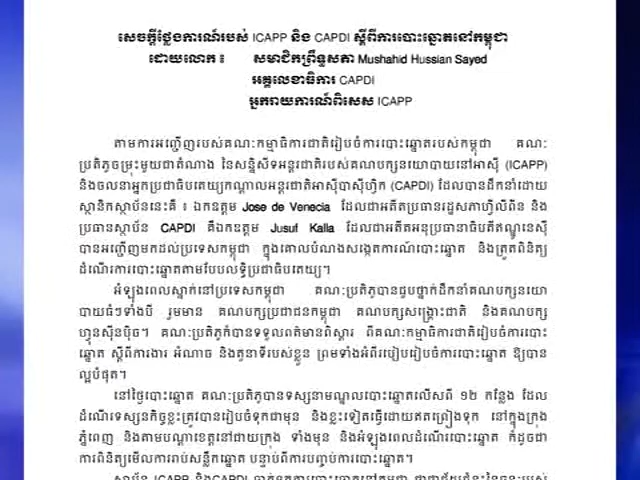 សេចក្តីថ្លែងការណ៍របស់ ICAPP និង CAPDI ស្តីពីការបោះឆ្នោតនៅកម្ពុជា
ដោយលោក ៖ សមាជិកព្រឹទ្ធសភា Mushahid Hussian Sayed
អគ្គលេខាធិការ CAPDI
អ្នករាយការណ៍ពិសេស ICAPP
តាមការអញ្ជើញរបស់គណៈកម្មាធិការជាតិរៀបចំការបោះឆ្នោតរបស់កម្ពុជា គណៈ
ប្រតិភូចម្រុះមួយជាតំណាង នៃសន្និសីទអន្តរជាតិរបស់គណបក្សនយោបាយនៅអាស៊ី (ICAPP)
និងចលនាអ្នកប្រជាធិបតេយ្យកណ្តាលអន្តរជាតិអាស៊ីប៉ាស៊ីហ្វិក (CAPDI) ដែលបានដឹកនាំដោយ
ស្ថានិកស្ថាប័ននេះគឺ ៖ ឯកឧត្តម Jose de Venecia ដែលជាអតីតប្រធានរដ្ឋសភាហ្វីលីពីន និង
ប្រធានស្ថាប័ន CAPDI គឺឯកឧត្តម Jusuf Kalla ដែលជាអតីតអនុប្រធានាធិបតីឥណ្ឌូនេស៊ី
បានអញ្ជើញមកដល់ប្រទេសកម្ពុជា ក្នុងគោលបំណងសង្កេតការណ៍បោះឆ្នោត និងត្រួតពិនិត្យ
ដំណើរការបោះឆ្នោតតាមបែបលទ្ធិប្រជាធិបតេយ្យ។
អំឡុងពេលស្នាក់នៅប្រទេសកម្ពុជា គណៈប្រតិភូបានជួបថ្នាក់ដឹកនាំគណបក្សនយោ
បាយធំៗទាំងបី រួមមាន គណបក្សប្រជាជនកម្ពុជា គណបក្សសង្គ្រោះជាតិ និងគណបក្ស
ហ្វុនស៊ីនប៉ិច។ គណៈប្រតិភូក៏បានទទួលពត៌មានពិស្តារ ពីគណៈកម្មាធិការជាតិរៀបចំការបោះ
ឆ្នោត ស្តីពីការងារ អំណាច និងតួនាទីរបស់ខ្លួន ព្រមទាំងអំពីរបៀបរៀបចំការបោះឆ្នោត ឱ្យបាន
ល្អបំផុត។
នៅថ្ងៃបោះឆ្នោត គណៈប្រតិភូបានទស្សនាមណ្ឌលបោះឆ្នោតលើសពី ១២ កន្លែង ដែល
ដំណើរទស្សនកិច្ចខ្លះត្រូវបានរៀបចំទុកជាមុន និងខ្លះទៀតធ្វើដោយឥតព្រៀងទុក នៅក្នុងក្រុង
ភ្នំពេញ និងតាមបណ្តាខេត្តនៅជាយក្រុង ទាំងមុន និងអំឡុងពេលដំណើរបោះឆ្នោត ក៏ដូចជា
ការពិនិត្យមើលការរាប់សន្លឹកឆ្នោត បន្ទាប់ពីការបញ្ចប់ការបោះឆ្នោត។